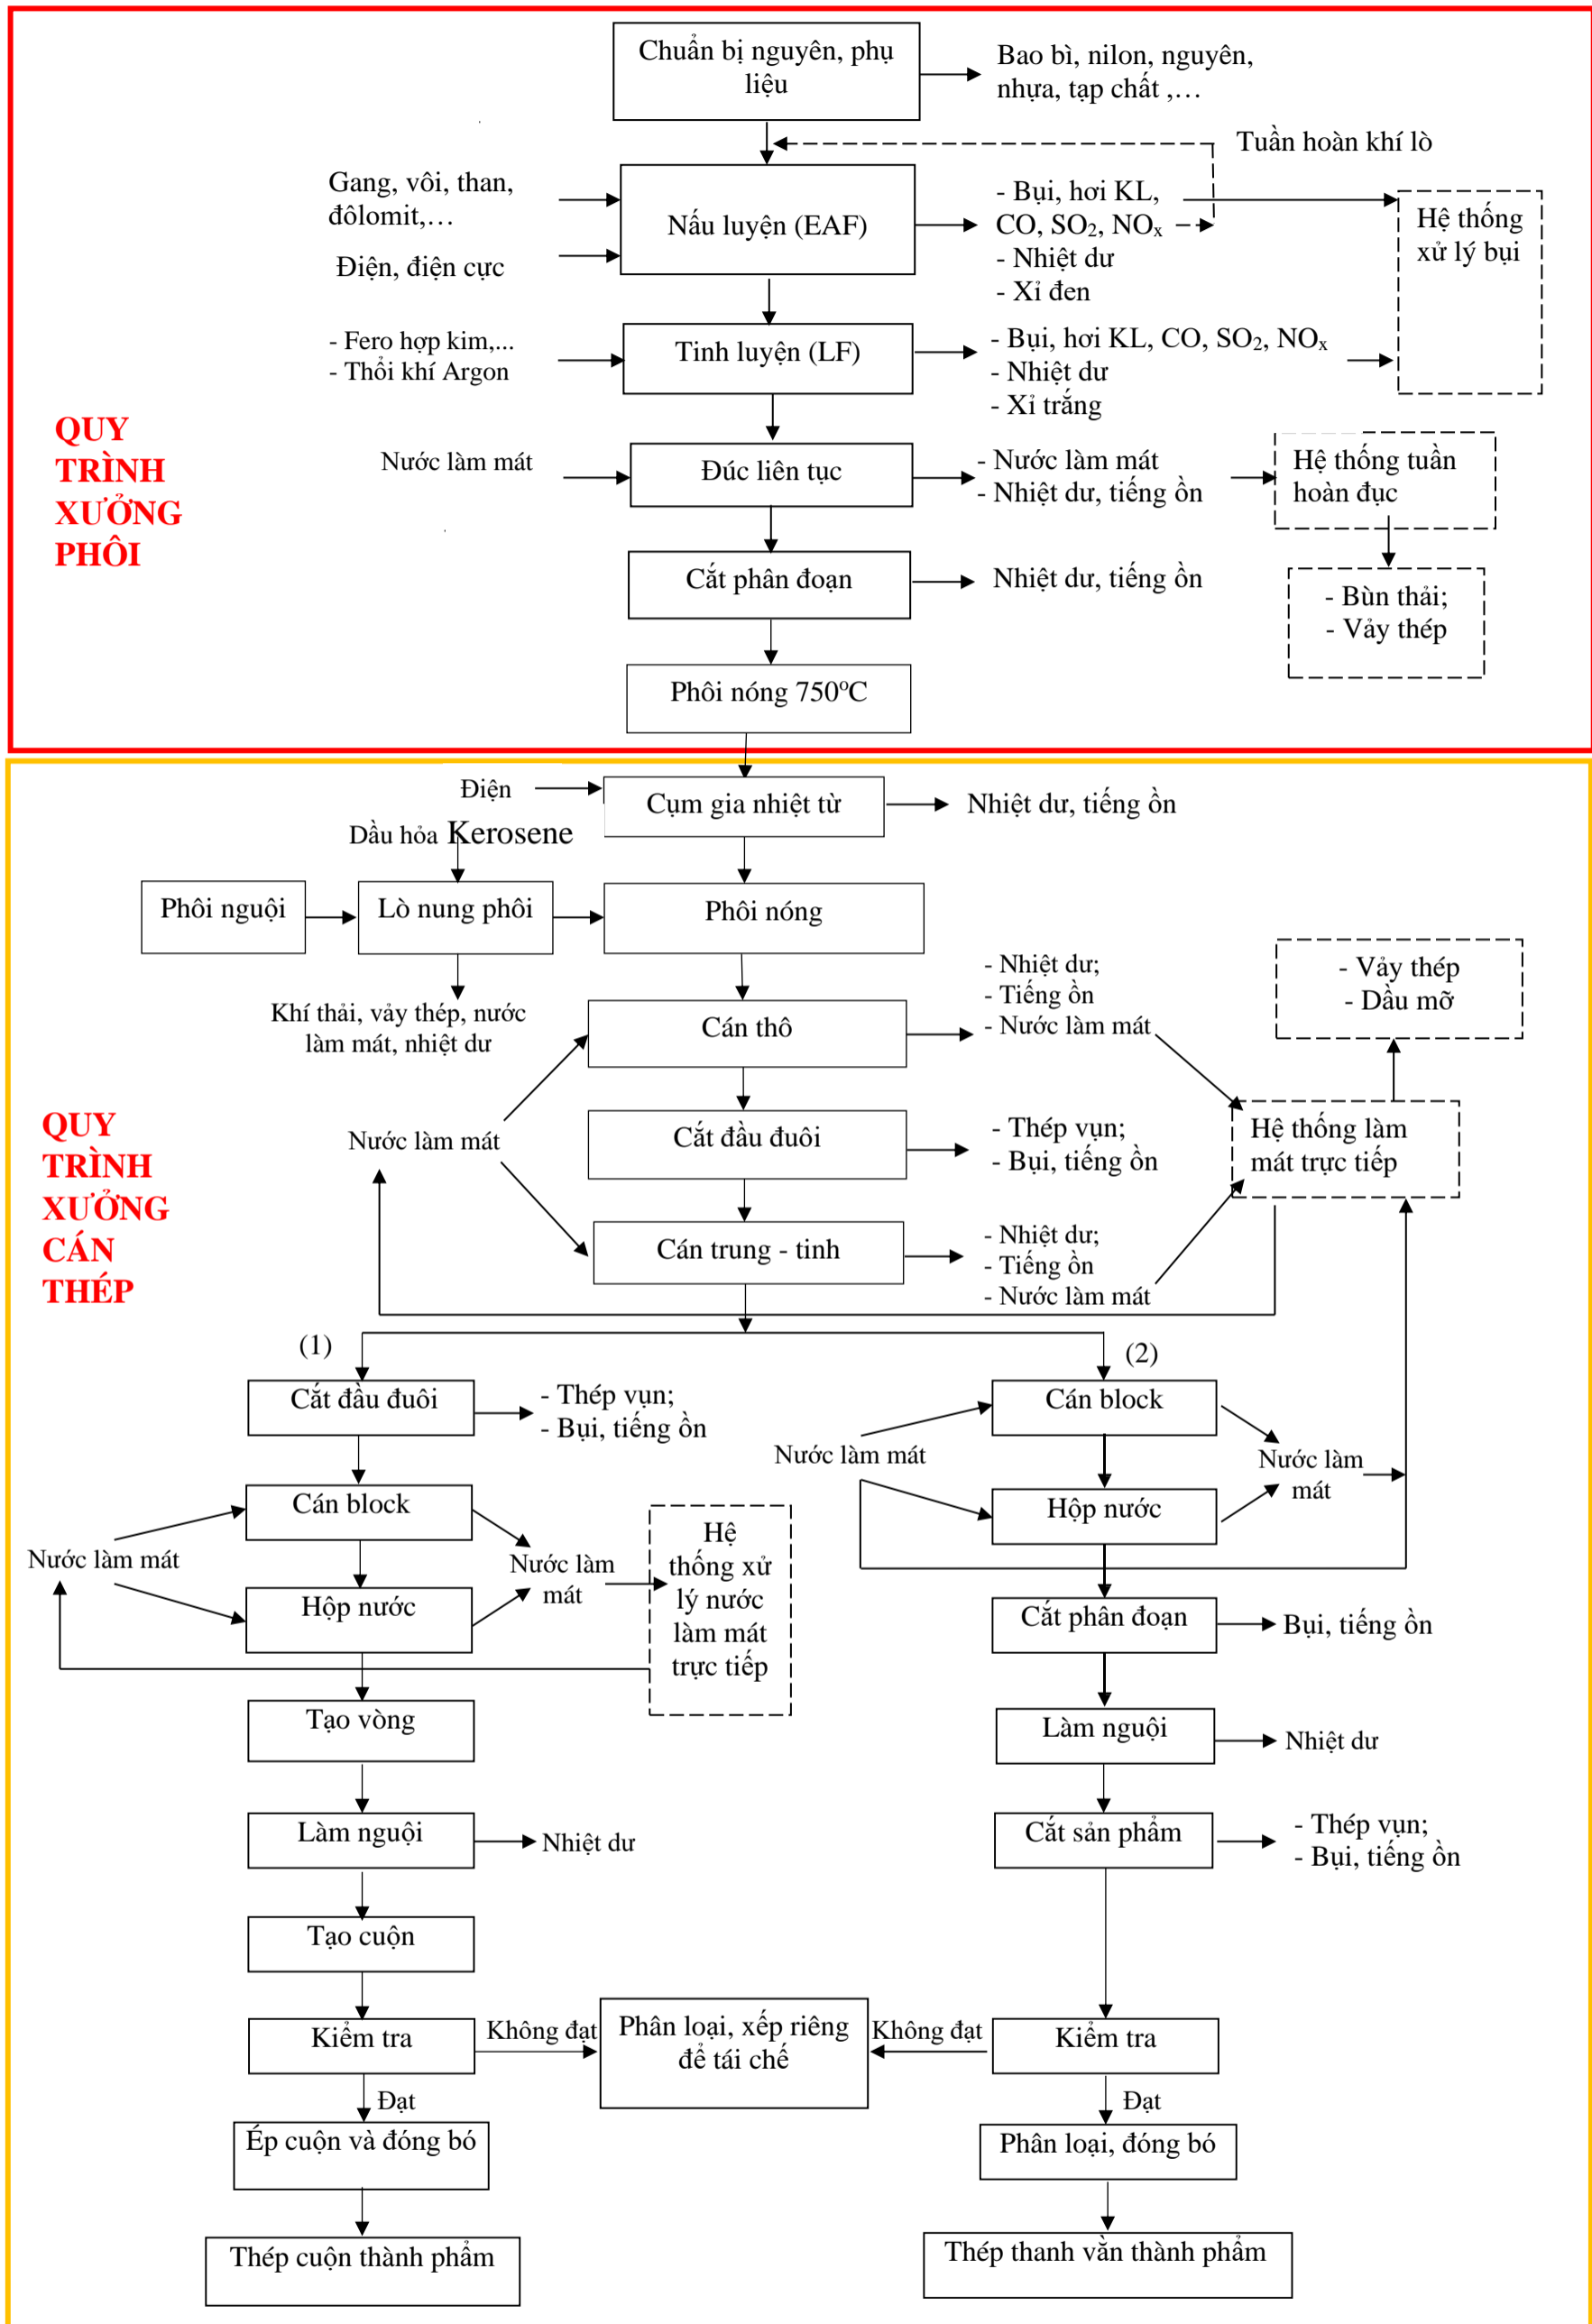 Chuẩn bị nguyên, phụ
liệu
Bao bì, nilon, nguyên,
nhựa, tạp chất ,…
Tuần hoàn khí lò
Gang, vôi, than,
đôlomit,…
Điện, điện cực
Nấu luyện (EAF)
- Bụi, hơi KL,
CO, SO₂, NOₓ
- Nhiệt dư
- Xỉ đen
Hệ thống
xử lý bụi
- Fero hợp kim,...
- Thổi khí Argon
Tinh luyện (LF)
- Bụi, hơi KL, CO, SO₂, NOₓ
- Nhiệt dư
- Xỉ trắng
QUY
TRÌNH
XƯỞNG
PHÔI
Nước làm mát
Đúc liên tục
- Nước làm mát
- Nhiệt dư, tiếng ồn
Hệ thống tuần
hoàn đục
Cắt phân đoạn
Nhiệt dư, tiếng ồn
- Bùn thải;
- Vảy thép
Phôi nóng 750ºC
Điện
Cụm gia nhiệt từ
Nhiệt dư, tiếng ồn
Dầu hỏa Kerosene
Phôi nguội
Lò nung phôi
Phôi nóng
Khí thải, vảy thép, nước
làm mát, nhiệt dư
Cán thô
- Nhiệt dư;
- Tiếng ồn
- Nước làm mát
- Vảy thép
- Dầu mỡ
QUY
TRÌNH
XƯỞNG
CÁN
THÉP
Nước làm mát
Cắt đầu đuôi
- Thép vụn;
- Bụi, tiếng ồn
Hệ thống làm
mát trực tiếp
Cán trung - tinh
- Nhiệt dư;
- Tiếng ồn
- Nước làm mát
(1)
(2)
Cắt đầu đuôi
- Thép vụn;
- Bụi, tiếng ồn
Cán block
Nước làm mát
Nước làm
mát
Hộp nước
Cán block
Nước làm mát
Nước làm
mát
Hộp nước
Hệ
thống xử
lý nước
làm mát
trực tiếp
Cắt phân đoạn
Bụi, tiếng ồn
Tạo vòng
Làm nguội
Nhiệt dư
Làm nguội
Nhiệt dư
Cắt sản phẩm
- Thép vụn;
- Bụi, tiếng ồn
Tạo cuộn
Kiểm tra
Không đạt
Phân loại, xếp riêng
để tái chế
Không đạt
Kiểm tra
Đạt
Đạt
Ép cuộn và đóng bó
Phân loại, đóng bó
Thép cuộn thành phẩm
Thép thanh vằn thành phẩm